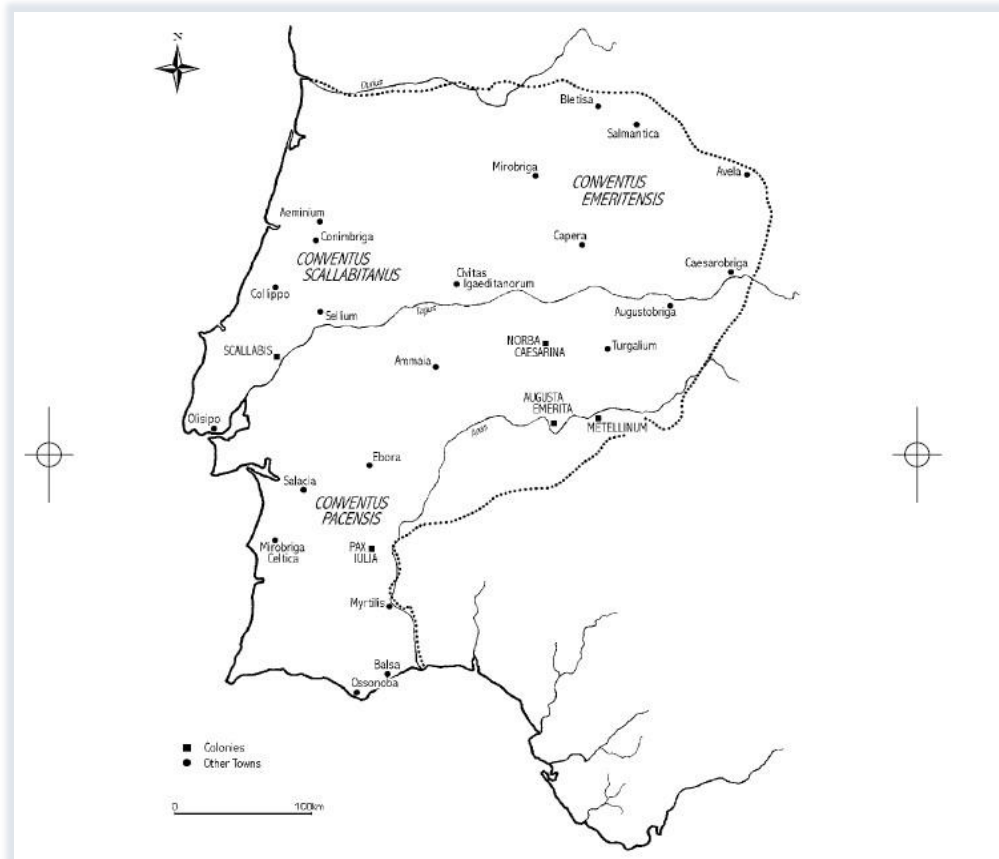 N
Durius
Bletisa
Salmantica
Mirobriga
CONVENTUS
EMERITENSIS
Avela
Aeminium
Conimbriga
Capera
CONVENTUS
SCALLABITANUS
Civitas
Igaeditanorum
Caesarobriga
Collippo
Sellium
Tagus
Augustobriga
SCALLABIS
NORBA
CAESARINA
Turgalium
Ammaia
AUGUSTA
EMERITA
METELLINUM
Olisipo
Anas
Ebora
Salacia
CONVENTUS
PACENSIS
Mirobriga
Celtica
PAX
IULIA
Myrtilis
Balsa
Ossonoba
Colonies
Other Towns
0
100km